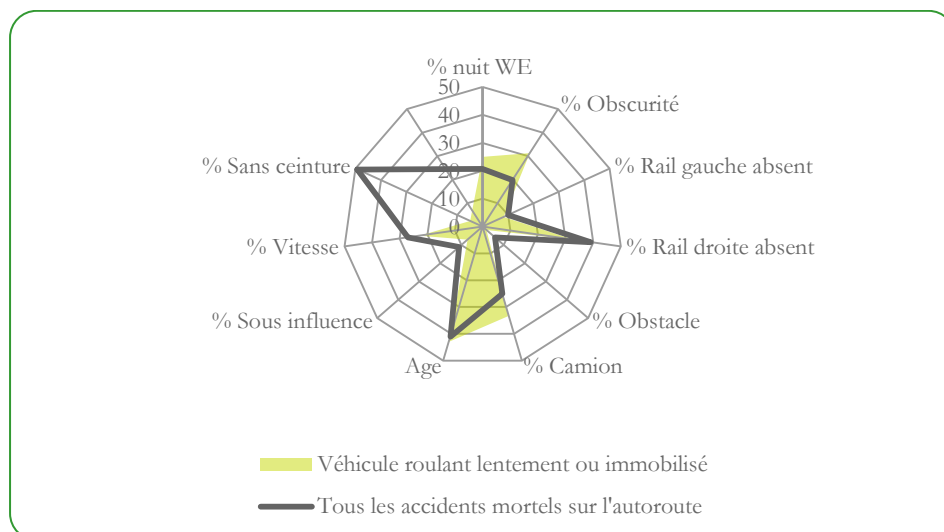 % nuit WE
50
40
30
20
10
0
% Obscurité
% Rail gauche absent
% Rail droite absent
% Obstacle
% Camion
Age
% Sous influence
% Vitesse
% Sans ceinture
Véhicule roulant lentement ou immobilisé
Tous les accidents mortels sur l'autoroute